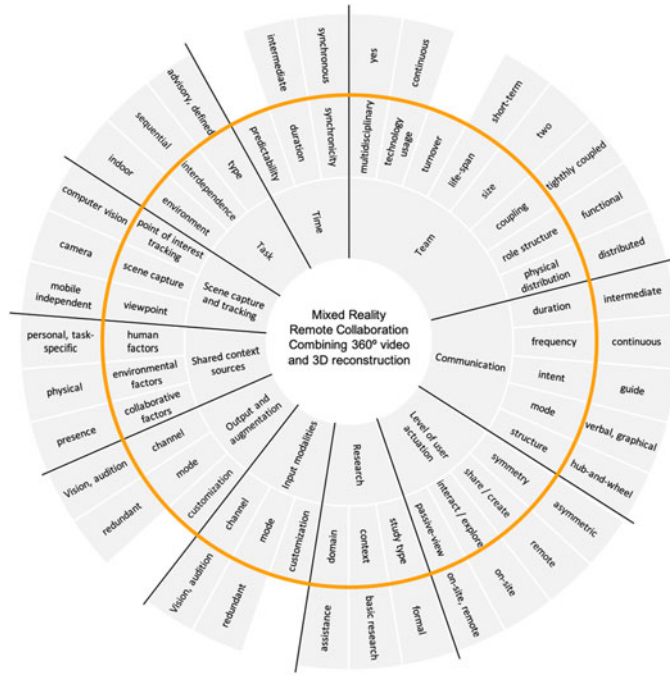 Mixed Reality
Remote Collaboration
Combining 360º video
and 3D reconstruction
Time
predictability
duration
synchronicity
intermediate
synchronous
Team
multidisciplinary
technology
usage
turnover
life-span
size
coupling
role structure
physical
distribution
yes
continuous
short-term
two
tighthly coupled
functional
distributed
Communication
duration
frequency
intent
mode
structure
intermediate
continuous
guide
verbal, graphical
hub-and-wheel
Level of user
actuation
symmetry
share / create
interact / explore
passive-view
asymmetric
remote
on-site
on-site, remote
Research
study type
context
domain
formal
basic research
assistance
Input modalities
customization
mode
channel
redundant
Vision, audition
Output and
augmentation
customization
mode
channel
redundant
Vision, audition
Shared context
sources
collaborative
factors
environmental
factors
human
factors
presence
physical
personal, task-
specific
Scene capture
and tracking
viewpoint
scene capture
point of interest
tracking
mobile
independent
camera
computer vision
Task
environment
interdependence
type
indoor
sequential
advisory, defined